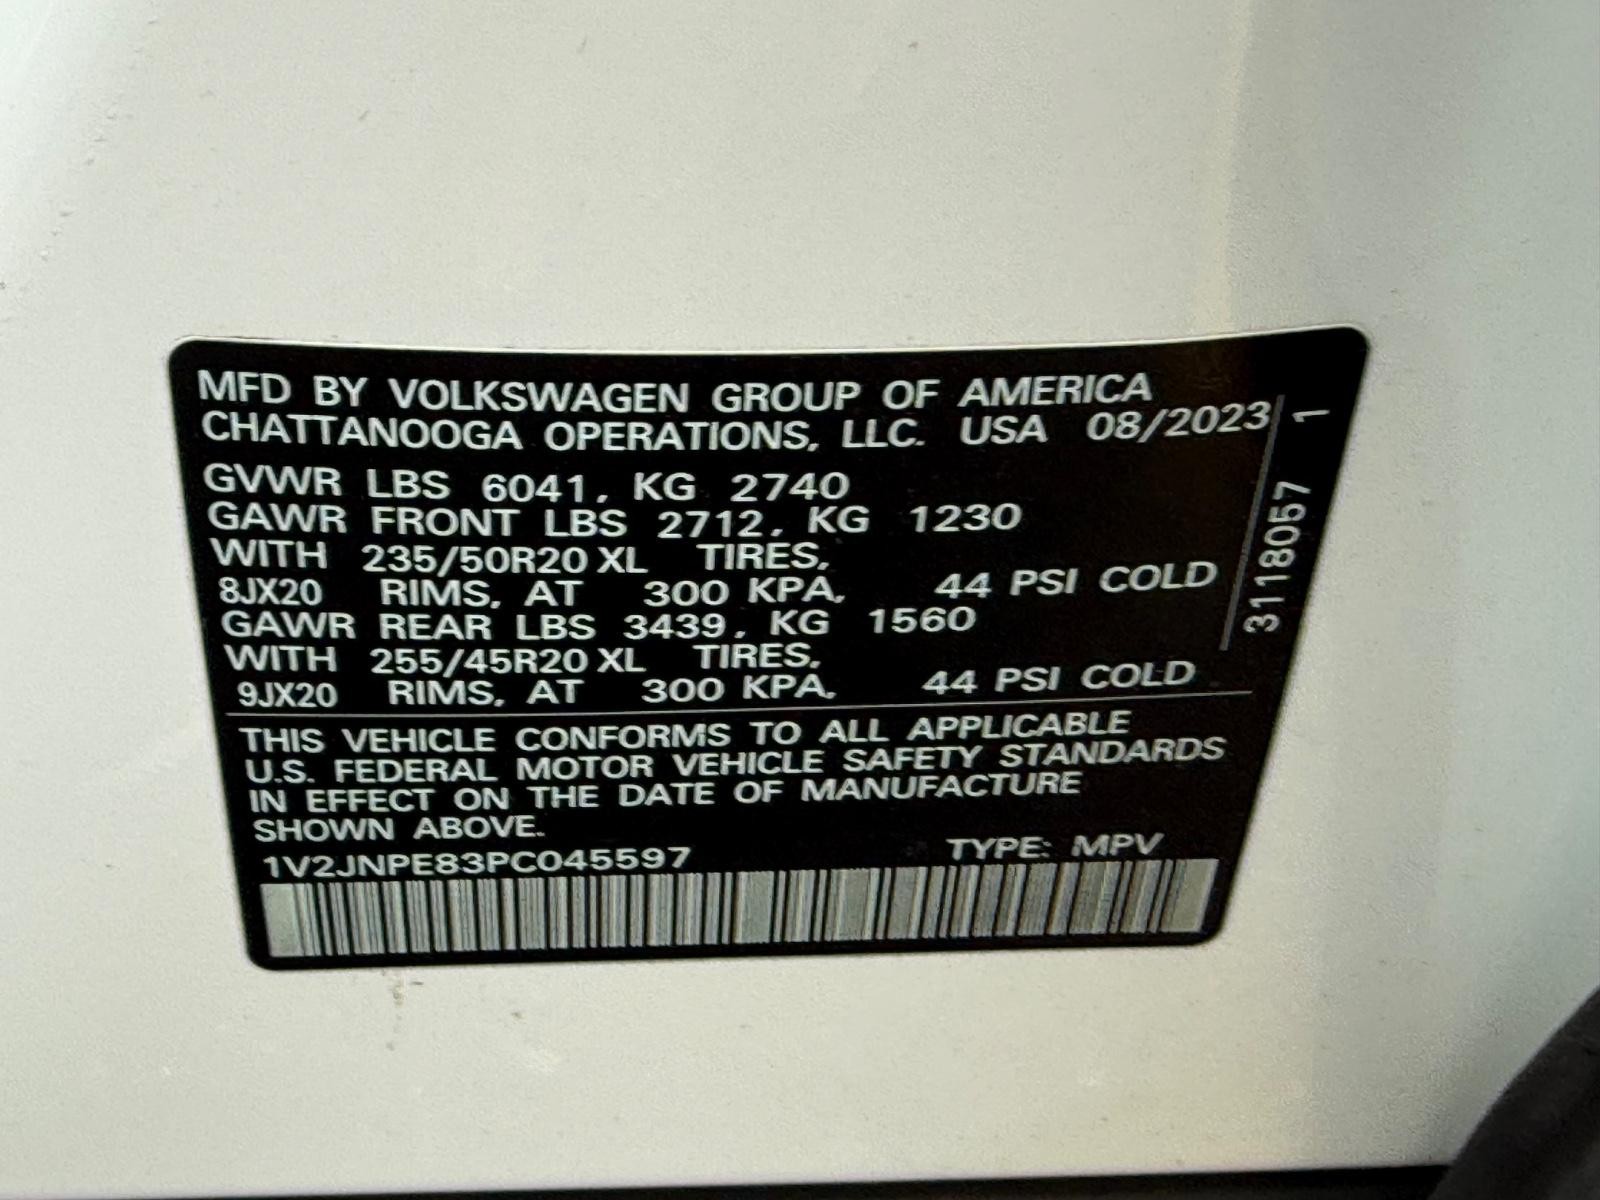 MFD BY VOLKSWAGEN GROUP OF AMERICA
CHATTANOOGA OPERATIONS, LLC. USA 08/2023
GVWR LBS 6041, KG 2740
GAWR FRONT LBS 2712, KG 1230
WITH 235/50R20 XL TIRES,
8JX20 RIMS, AT 300 KPA, 44 PSI COLD
GAWR REAR LBS 3439, KG 1560
WITH 255/45R20 XL TIRES,
9JX20 RIMS, AT 300 KPA, 44 PSI COLD
THIS VEHICLE CONFORMS TO ALL APPLICABLE
U.S. FEDERAL MOTOR VEHICLE SAFETY STANDARDS
IN EFFECT ON THE DATE OF MANUFACTURE
SHOWN ABOVE.
1V2JNPE83PC045597 TYPE: MPV
3118057 1